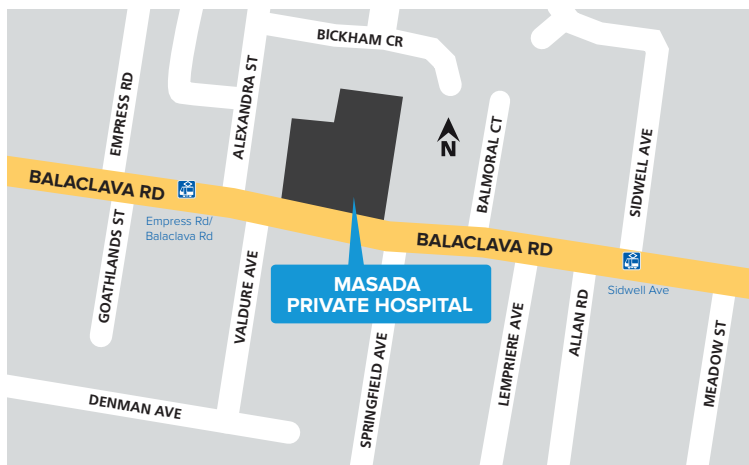 BICKHAM CR
EMPRESS RD
ALEXANDRA ST
N
BALMORAL CT
SIDWELL AVE
BALACLAVA RD
Empress Rd/
Balaclava Rd
BALACLAVA RD
GOATHLANDS ST
VALDURE AVE
MASADA
PRIVATE HOSPITAL
Sidwell Ave
SPRINGFIELD AVE
LEMPRIERE AVE
ALLAN RD
MEADOW ST
DENMAN AVE